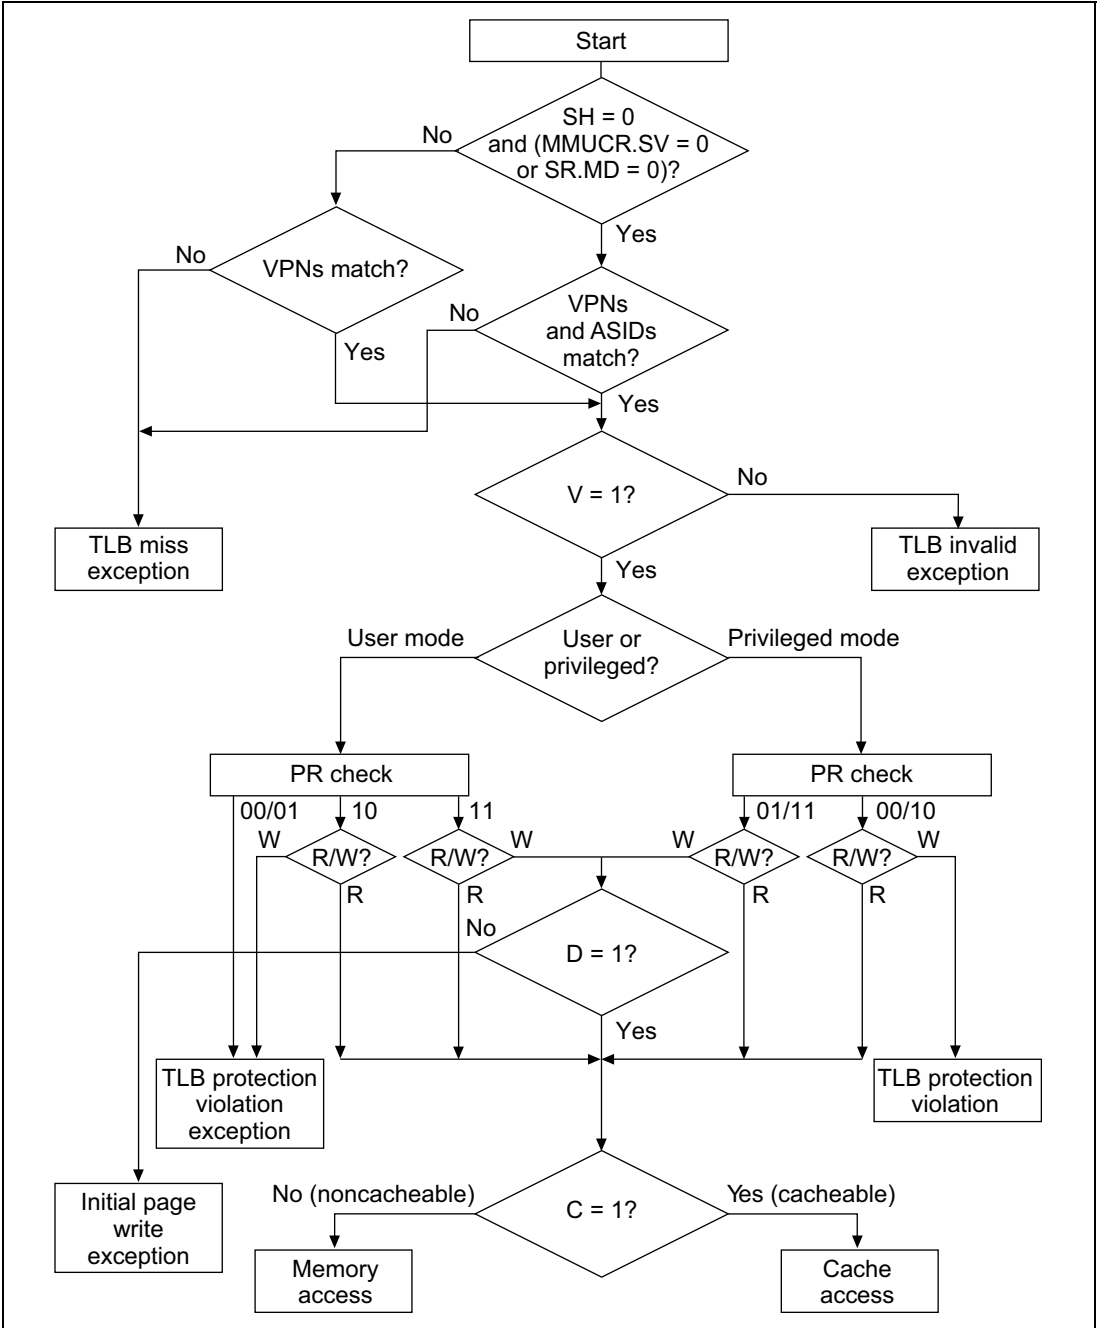 Start
SH = 0
and (MMUCR.SV = 0
or SR.MD = 0)?
No
Yes
VPNs match?
No
Yes
VPNs
and ASIDs
match?
No
Yes
V = 1?
No
Yes
TLB miss
exception
TLB invalid
exception
User mode
User or
privileged?
Privileged mode
PR check
PR check
00/01
10
11
01/11
00/10
W
R/W?
R/W?
W
W
R/W?
R/W?
W
R
R
R
R
No
D = 1?
Yes
TLB protection
violation
exception
TLB protection
violation
Initial page
write
exception
No (noncacheable)
C = 1?
Yes (cacheable)
Memory
access
Cache
access